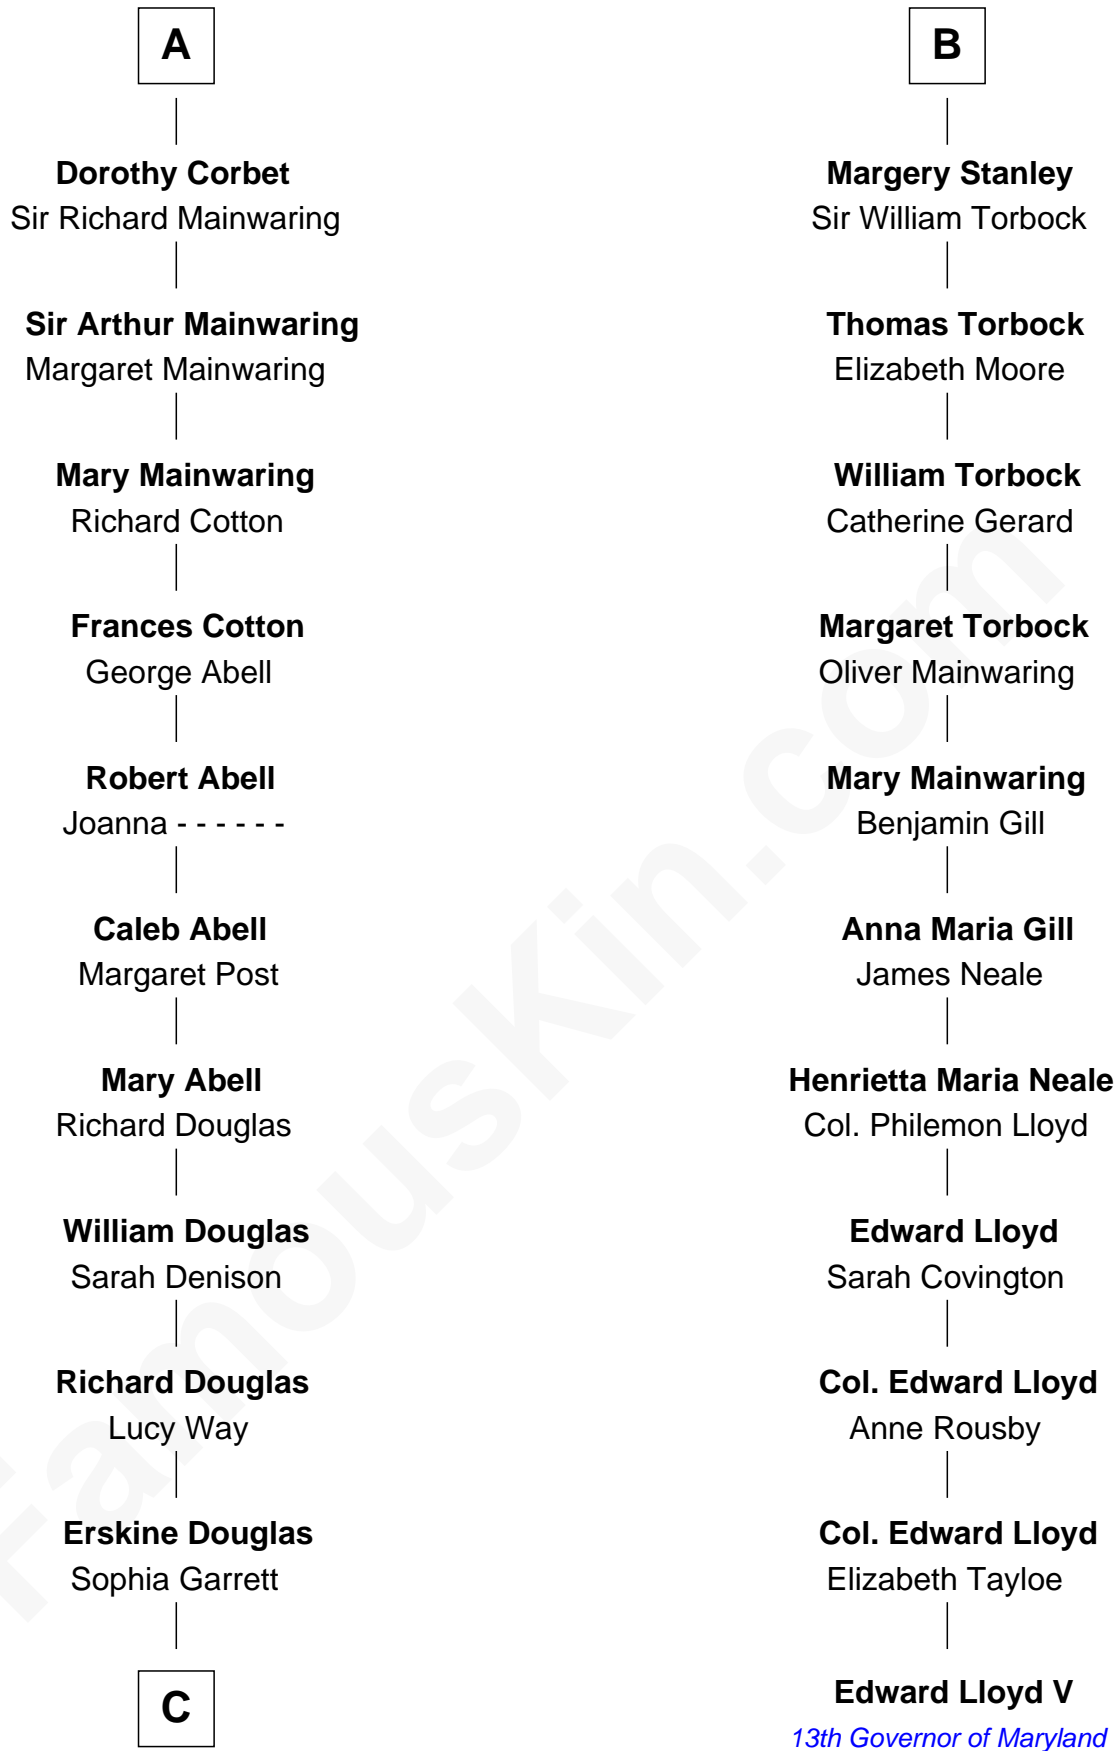 A
Dorothy Corbet
Sir Richard Mainwaring
Sir Arthur Mainwaring
Margaret Mainwaring
Mary Mainwaring
Richard Cotton
Frances Cotton
George Abell
Robert Abell
Joanna - - - - - -
Caleb Abell
Margaret Post
Mary Abell
Richard Douglas
William Douglas
Sarah Denison
Richard Douglas
Lucy Way
Erskine Douglas
Sophia Garrett
C
B
Margery Stanley
Sir William Torbock
Thomas Torbock
Elizabeth Moore
William Torbock
Catherine Gerard
Margaret Torbock
Oliver Mainwaring
Mary Mainwaring
Benjamin Gill
Anna Maria Gill
James Neale
Henrietta Maria Neale
Col. Philemon Lloyd
Edward Lloyd
Sarah Covington
Col. Edward Lloyd
Anne Rousby
Col. Edward Lloyd
Elizabeth Tayloe
Edward Lloyd V
13th Governor of Maryland
FamousKin.com